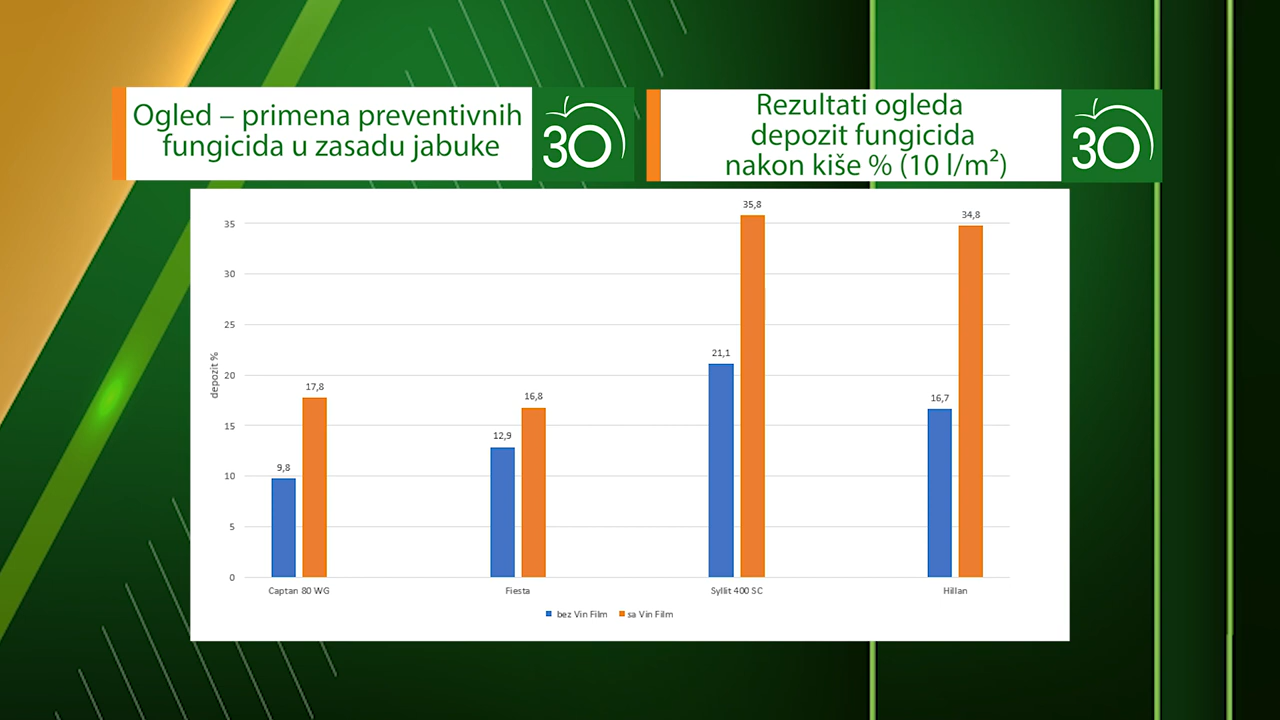 Ogled – primena preventivnih
fungicida u zasadu jabuke
30
Rezultati ogleda
depozit fungicida
nakon kiše % (10 l/m²)
30
depozit %
35
30
25
20
15
10
5
0
9,8
17,8
12,9
16,8
21,1
35,8
16,7
34,8
Captan 80 WG
Fiesta
Syllit 400 SC
Hillan
bez Vin Film
sa Vin Film